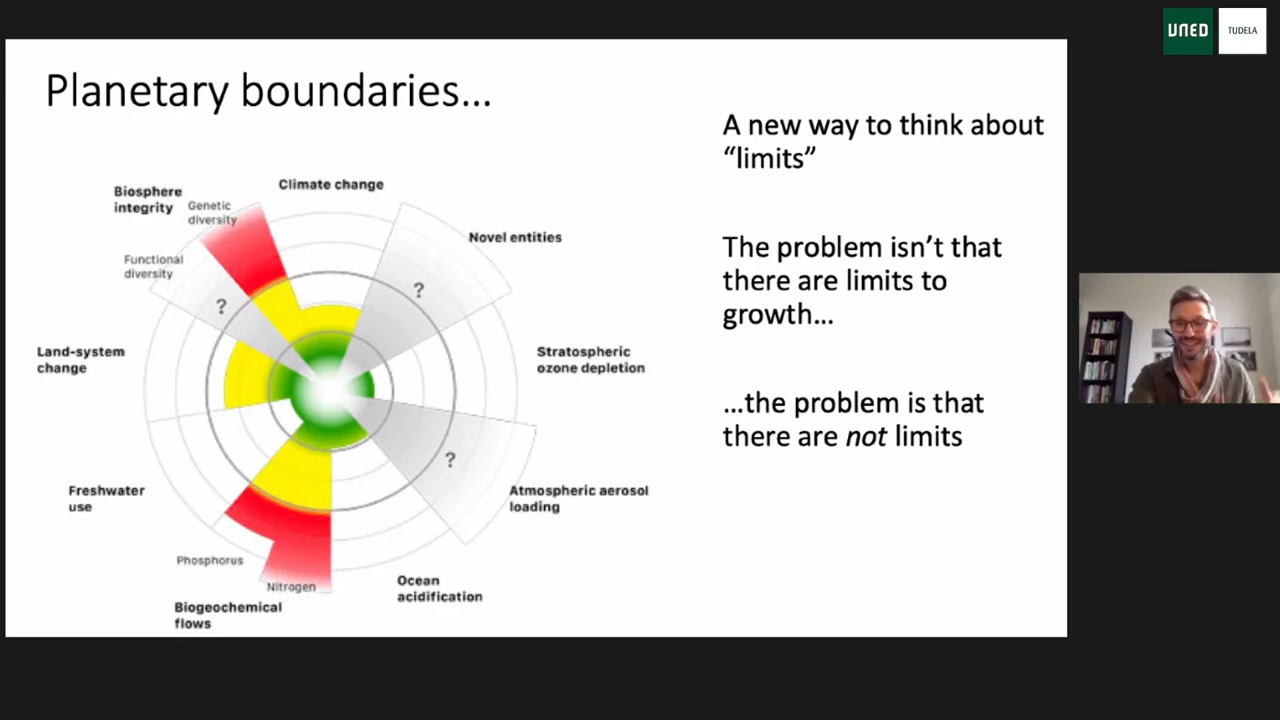 UNED
TUDELA
Planetary boundaries...
A new way to think about
“limits”
The problem isn’t that
there are limits to
growth...
...the problem is that
there are not limits
Climate change
Biosphere
integrity
Genetic
diversity
Novel entities
Functional
diversity
?
?
Land-system
change
Stratospheric
ozone depletion
?
Freshwater
use
Atmospheric aerosol
loading
Phosphorus
Nitrogen
Ocean
acidification
Biogeochemical
flows